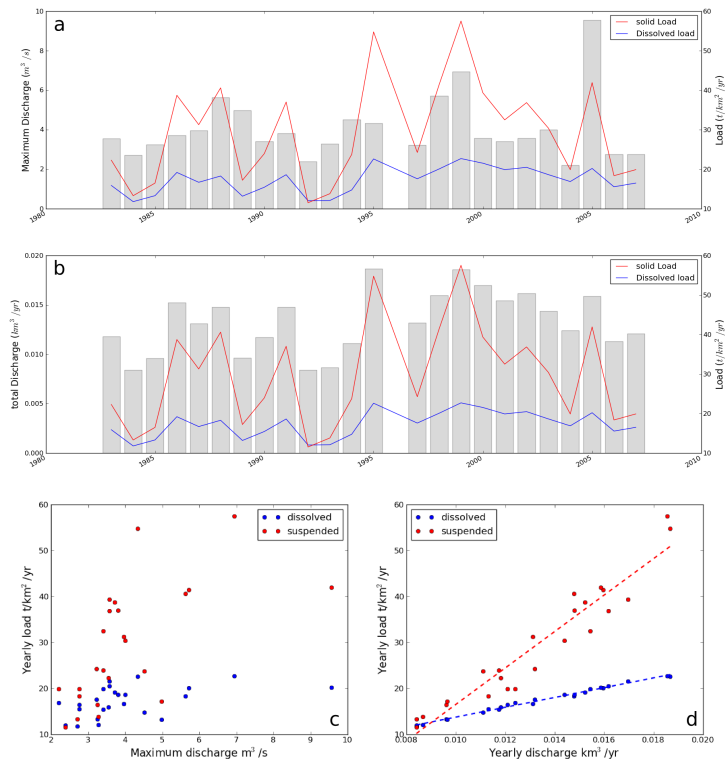 a
solid Load
Dissolved load
Maximum Discharge (m³/s)
Load (t/km²/yr)
10
8
6
4
2
0
60
50
40
30
20
10
1980
1985
1990
1995
2000
2005
2010
b
solid Load
Dissolved load
total Discharge (km³/yr)
Load (t/km²/yr)
0.020
0.015
0.010
0.005
0.000
60
50
40
30
20
10
1980
1985
1990
1995
2000
2005
2010
dissolved
suspended
Yearly load t/km² /yr
60
50
40
30
20
10
c
2 3 4 5 6 7 8 9 10
Maximum discharge m³ /s
dissolved
suspended
Yearly load t/km² /yr
60
50
40
30
20
10
d
0.008 0.010 0.012 0.014 0.016 0.018 0.020
Yearly discharge km³ /yr